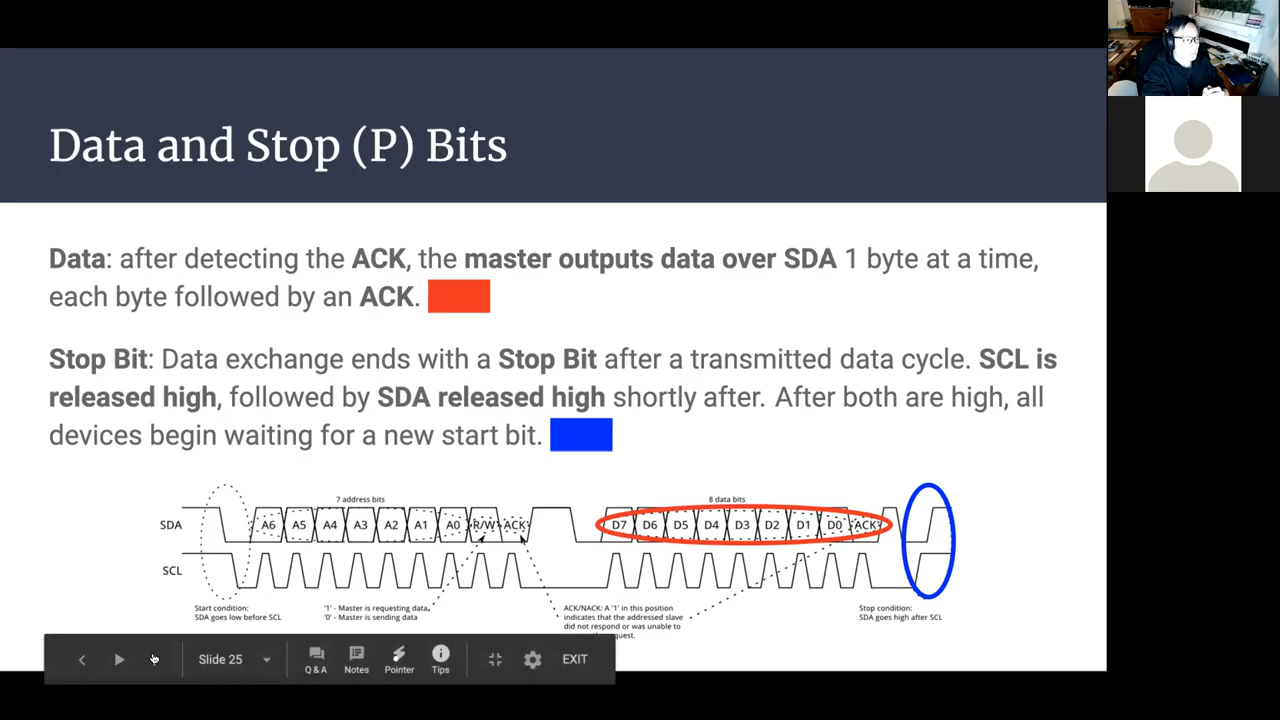 Data and Stop (P) Bits
Data: after detecting the ACK, the master outputs data over SDA 1 byte at a time,
each byte followed by an ACK.
Stop Bit: Data exchange ends with a Stop Bit after a transmitted data cycle. SCL is
released high, followed by SDA released high shortly after. After both are high, all
devices begin waiting for a new start bit.
7 address bits
8 data bits
SDA
A6 A5 A4 A3 A2 A1 A0 R/W ACK
D7 D6 D5 D4 D3 D2 D1 D0 ACK
SCL
Start condition:
SDA goes low before SCL
'1' - Master is requesting data
'0' - Master is sending data
ACK/NACK: A '1' in this position
indicates that the addressed slave
did not respond or was unable to
request.
Stop condition:
SDA goes high after SCL
Slide 25
Q & A
Notes
Pointer
Tips
EXIT